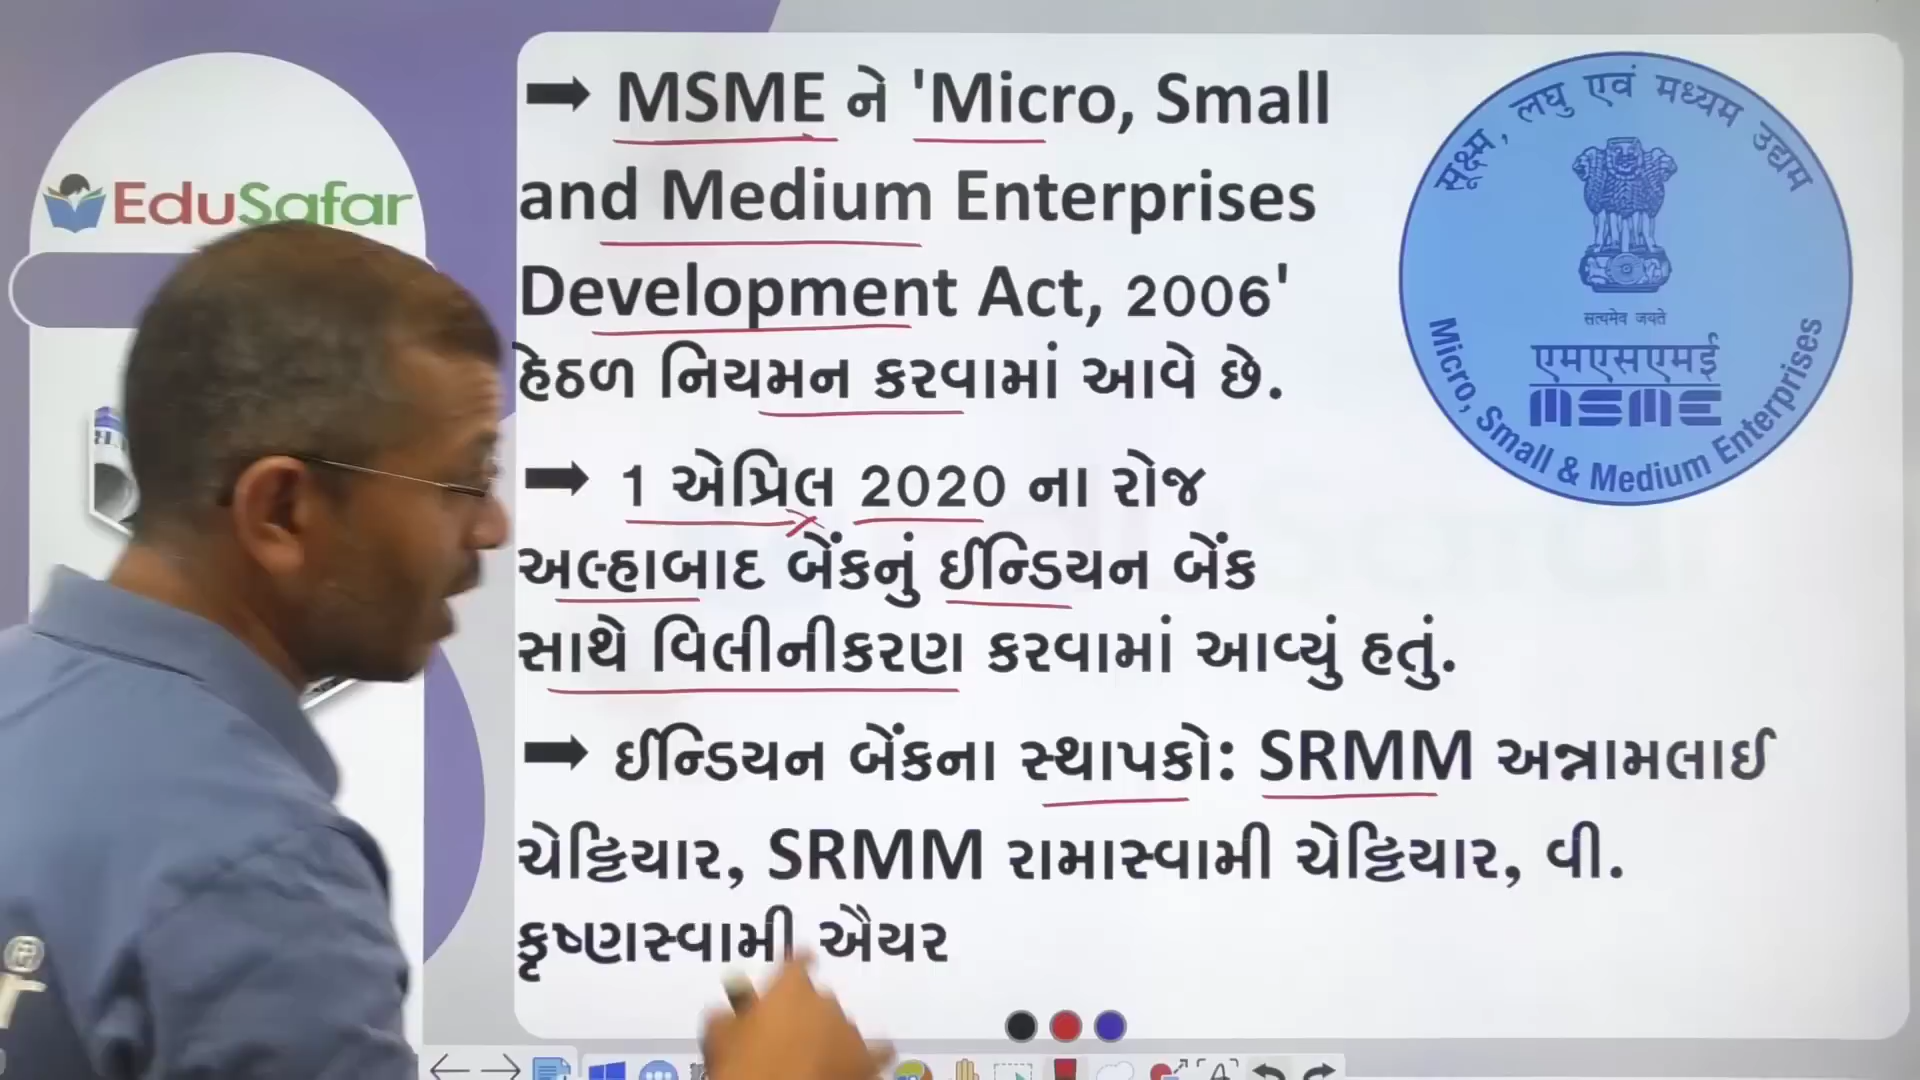 EduSafar
➡ MSME ને 'Micro, Small
and Medium Enterprises
Development Act, 2006'
હેઠળ નિયમન કરવામાં આવે છે.
➡ 1 એપ્રિલ 2020 ના રોજ
અલ્હાબાદ બેંકનું ઈન્ડિયન બેંક
સાથે વિલીનીકરણ કરવામાં આવ્યું હતું.
➡ ઈન્ડિયન બેંકના સ્થાપકો: SRMM અન્નામલાઈ
ચેટ્ટિયાર, SRMM રામાસ્વામી ચેટ્ટિયાર, વી.
કૃષ્ણસ્વામી ઐયર
सूक्ष्म, लघु एवं मध्यम उद्यम
सत्यमेव जयते
एमएसएमई
MSME
Micro, Small & Medium Enterprises